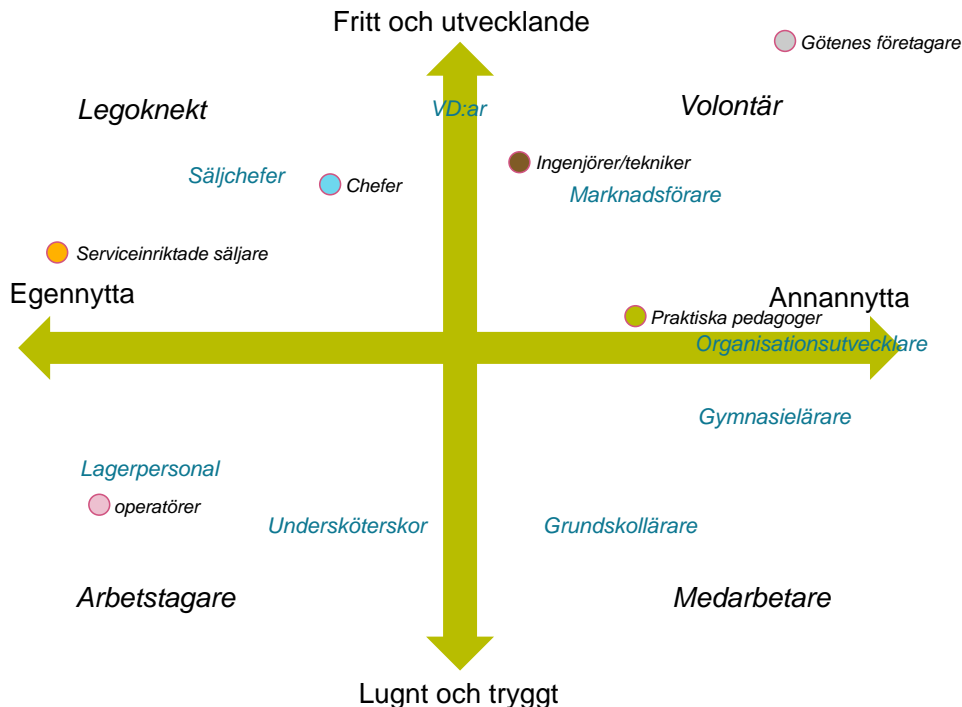 Fritt och utvecklande
Götenes företagare
Legoknekt
VD:ar
Volontär
Ingenjörer/tekniker
Säljchefer
Chefer
Marknadsförare
Serviceinriktade säljare
Egennytta
Annannytta
Praktiska pedagoger
Organisationsutvecklare
Gymnasielärare
Lagerpersonal
operatörer
Undersköterskor
Grundskollärare
Arbetstagare
Medarbetare
Lugnt och tryggt